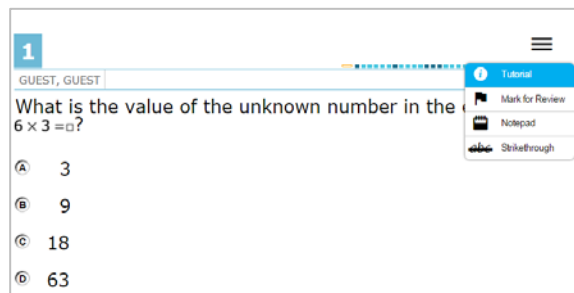 1
GUEST, GUEST
What is the value of the unknown number in the
6 × 3 = □?
A 3
B 9
C 18
D 63
Tutorial
Mark for Review
Notepad
abc Strikethrough